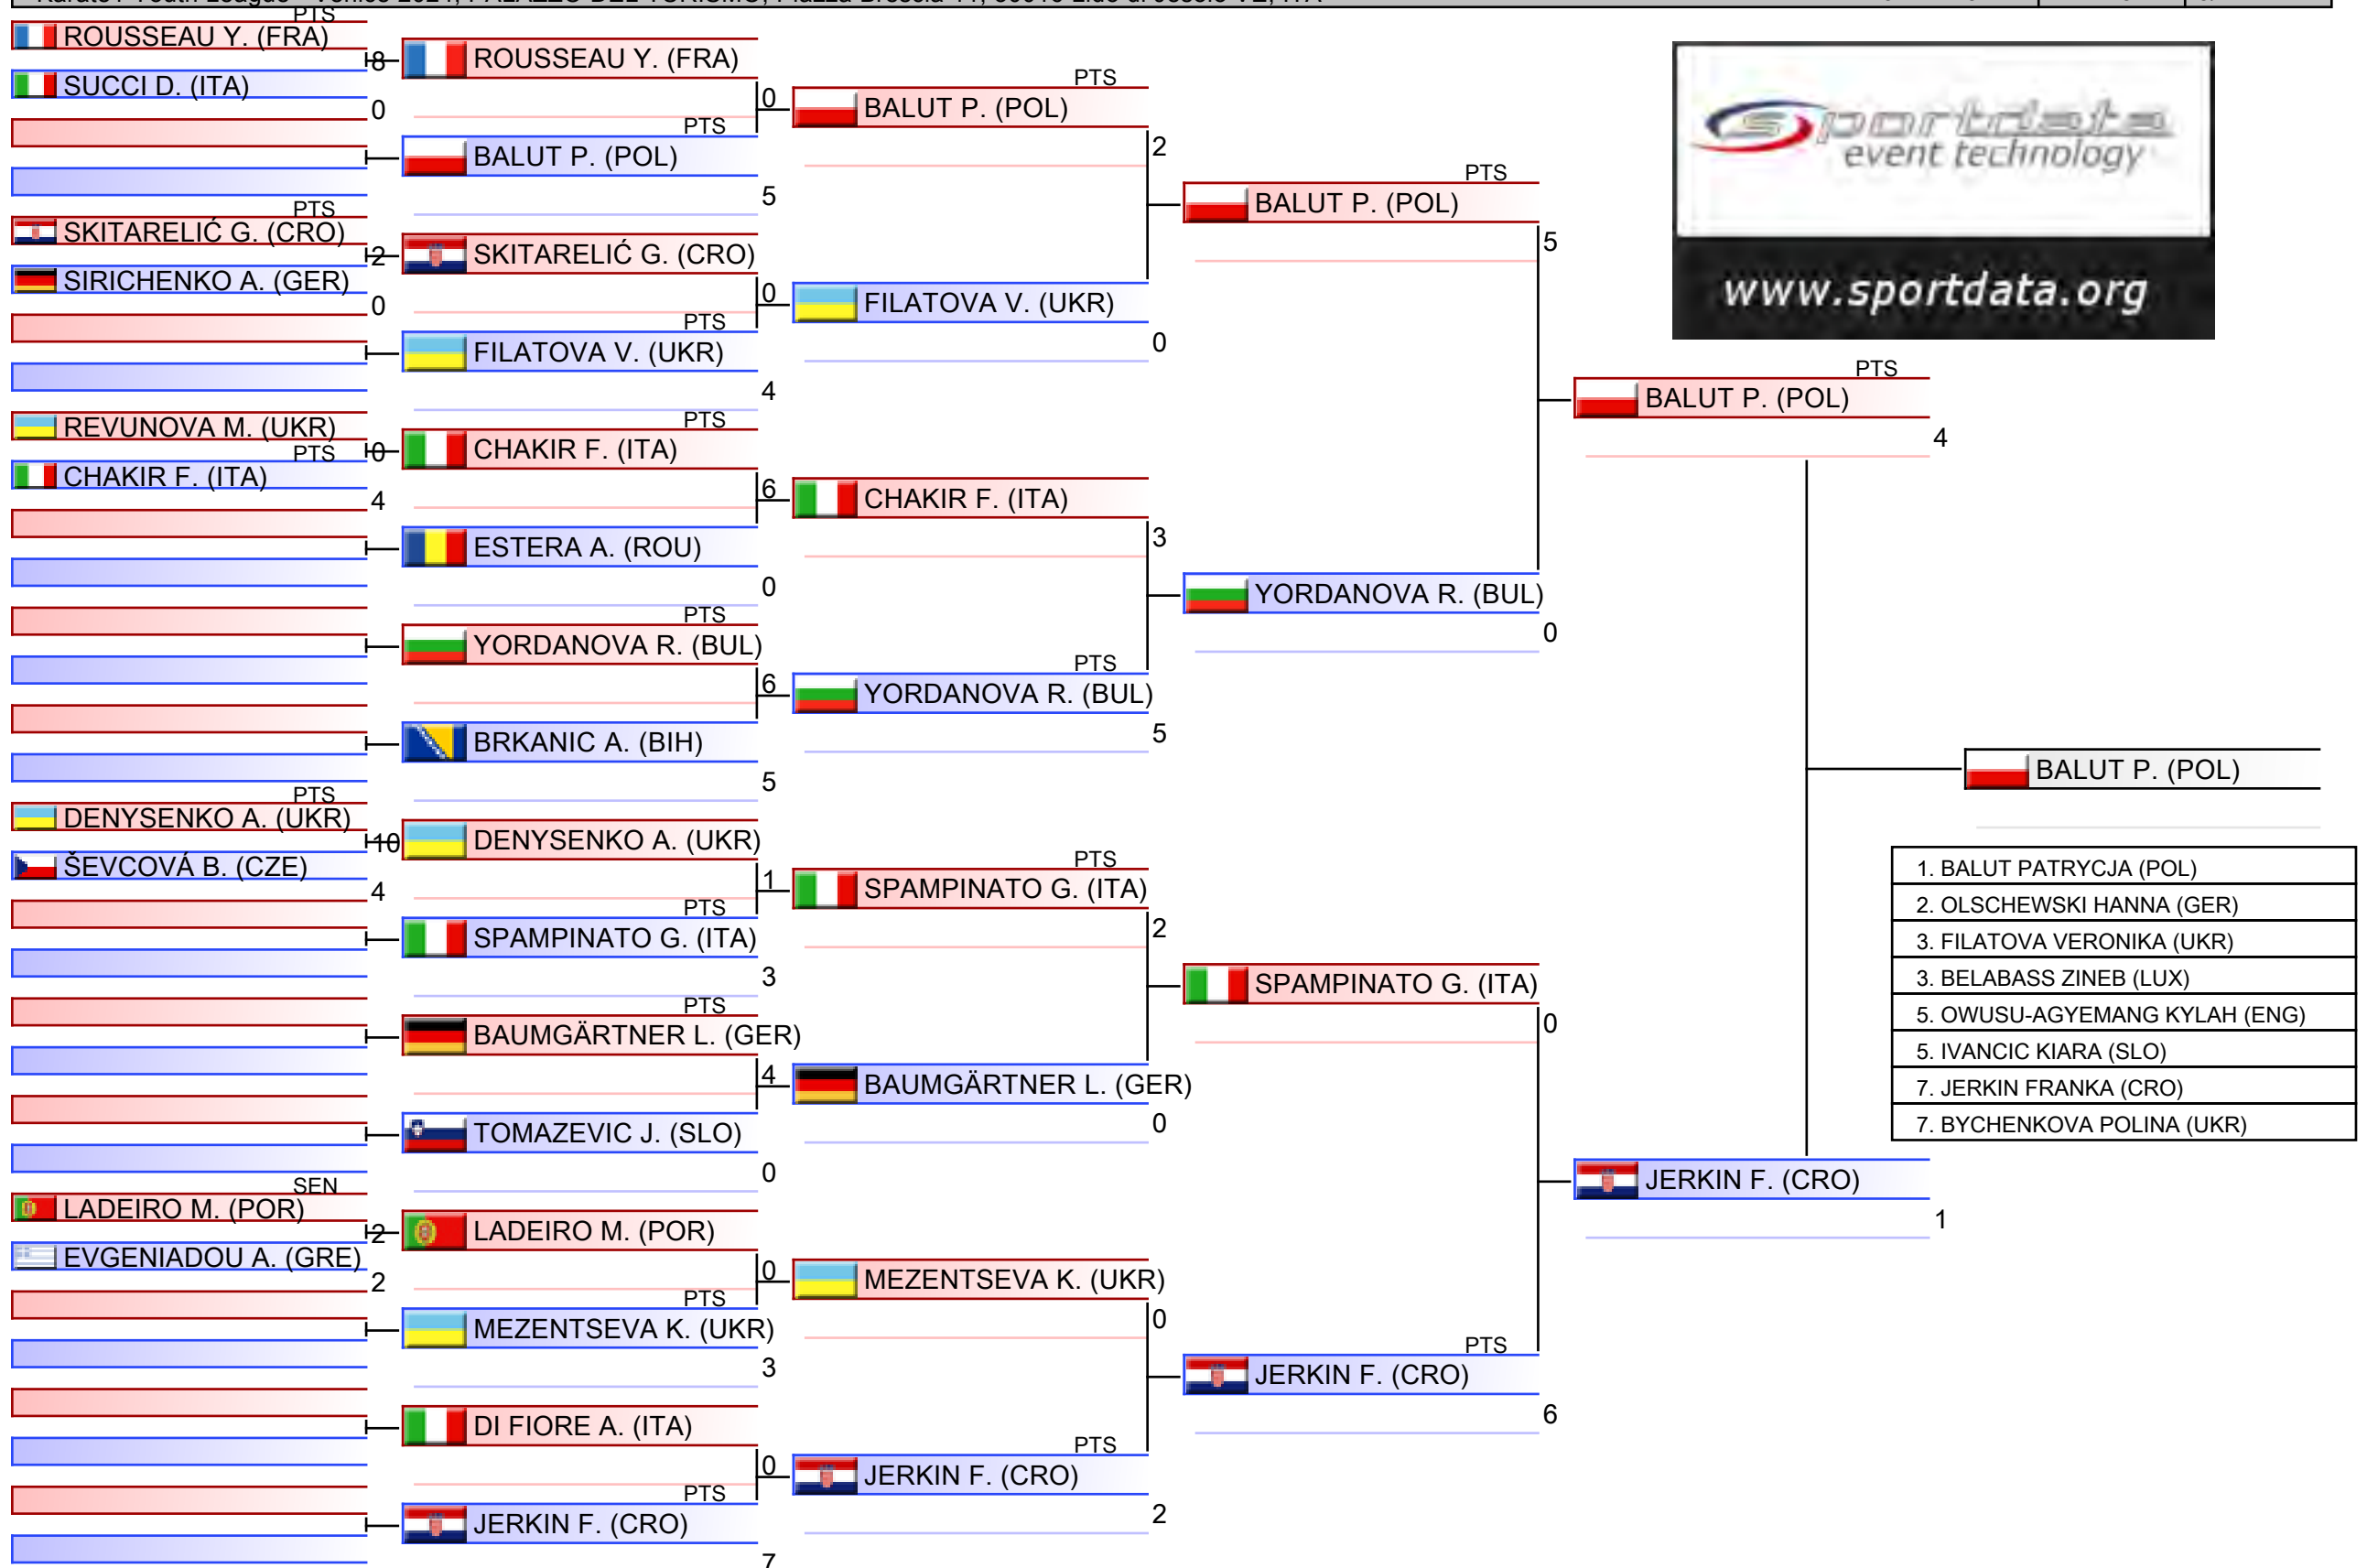 PTS
ROUSSEAU Y. (FRA)
8
SUCCI D. (ITA)
0
PTS
SKITARELIĆ G. (CRO)
2
SIRICHENKO A. (GER)
0
REVUNOVA M. (UKR)
0
PTS
CHAKIR F. (ITA)
4
PTS
DENYSENKO A. (UKR)
10
ŠEVCOVÁ B. (CZE)
4
SEN
LADEIRO M. (POR)
2
EVGENIADOU A. (GRE)
2
ROUSSEAU Y. (FRA)
0
PTS
BALUT P. (POL)
5
SKITARELIĆ G. (CRO)
0
PTS
FILATOVA V. (UKR)
4
PTS
CHAKIR F. (ITA)
6
ESTERA A. (ROU)
0
PTS
YORDANOVA R. (BUL)
6
BRKANIC A. (BIH)
5
DENYSENKO A. (UKR)
1
PTS
SPAMPINATO G. (ITA)
3
PTS
BAUMGÄRTNER L. (GER)
4
TOMAZEVIC J. (SLO)
0
LADEIRO M. (POR)
0
PTS
MEZENTSEVA K. (UKR)
3
DI FIORE A. (ITA)
0
PTS
JERKIN F. (CRO)
7
PTS
BALUT P. (POL)
2
FILATOVA V. (UKR)
0
CHAKIR F. (ITA)
3
PTS
YORDANOVA R. (BUL)
5
PTS
SPAMPINATO G. (ITA)
2
BAUMGÄRTNER L. (GER)
0
MEZENTSEVA K. (UKR)
0
PTS
JERKIN F. (CRO)
2
PTS
BALUT P. (POL)
5
YORDANOVA R. (BUL)
0
SPAMPINATO G. (ITA)
0
PTS
JERKIN F. (CRO)
6
sportdata
event technology
www.sportdata.org
PTS
BALUT P. (POL)
4
JERKIN F. (CRO)
1
BALUT P. (POL)
1. BALUT PATRYCJA (POL)
2. OLSCHEWSKI HANNA (GER)
3. FILATOVA VERONIKA (UKR)
3. BELABASS ZINEB (LUX)
5. OWUSU-AGYEMANG KYLAH (ENG)
5. IVANCIC KIARA (SLO)
7. JERKIN FRANKA (CRO)
7. BYCHENKOVA POLINA (UKR)